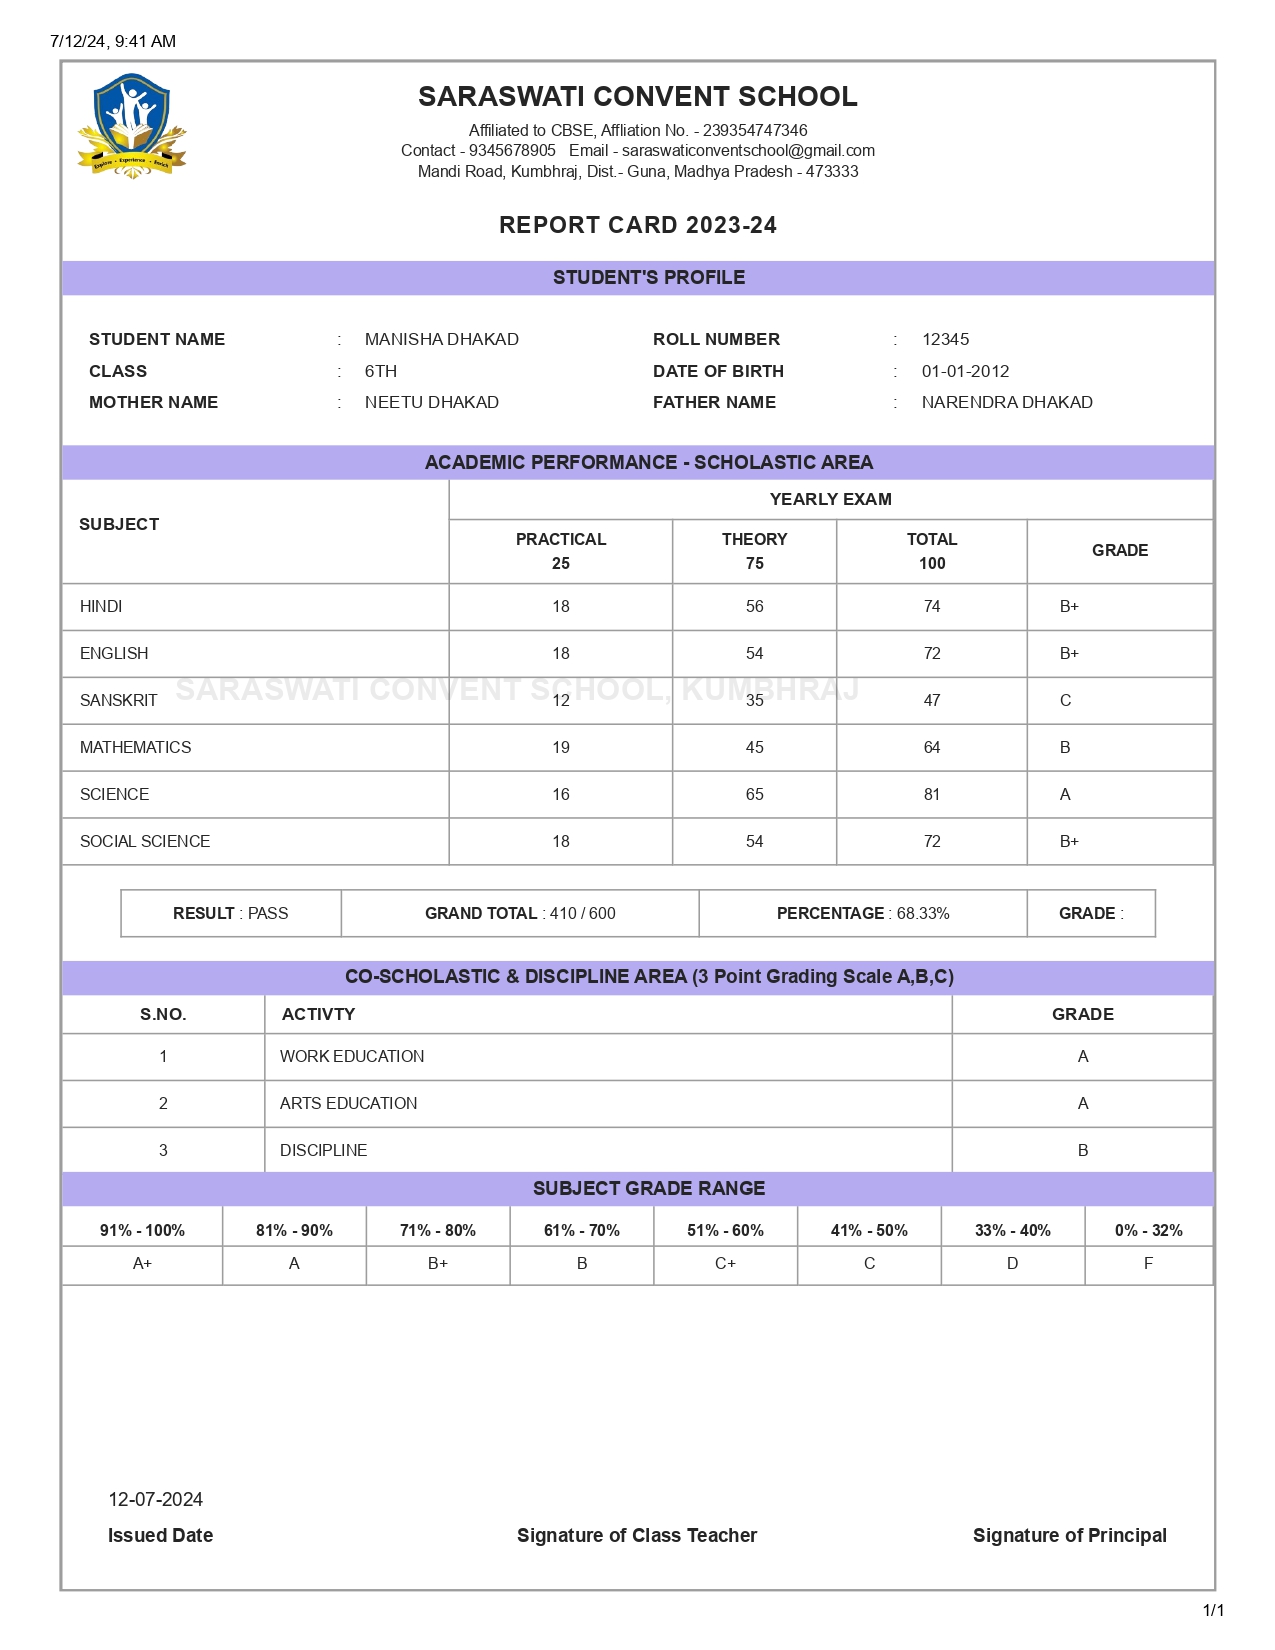 7/12/24, 9:41 AM
SARASWATI CONVENT SCHOOL
Affiliated to CBSE, Affliation No. - 239354747346
Contact - 9345678905 Email - saraswaticonventschool@gmail.com
Mandi Road, Kumbhraj, Dist.- Guna, Madhya Pradesh - 473333
Explore • Experience • Enrich
REPORT CARD 2023-24
STUDENT'S PROFILE
STUDENT NAME : MANISHA DHAKAD ROLL NUMBER : 12345
CLASS : 6TH DATE OF BIRTH : 01-01-2012
MOTHER NAME : NEETU DHAKAD FATHER NAME : NARENDRA DHAKAD
ACADEMIC PERFORMANCE - SCHOLASTIC AREA
SUBJECT YEARLY EXAM
PRACTICAL THEORY TOTAL GRADE
25 75 100
HINDI 18 56 74 B+
ENGLISH 18 54 72 B+
SARASWATI CONVENT SCHOOL, KUMBHRAJ
SANSKRIT 12 35 47 C
MATHEMATICS 19 45 64 B
SCIENCE 16 65 81 A
SOCIAL SCIENCE 18 54 72 B+
RESULT : PASS GRAND TOTAL : 410 / 600 PERCENTAGE : 68.33% GRADE :
CO-SCHOLASTIC & DISCIPLINE AREA (3 Point Grading Scale A,B,C)
S.NO. ACTIVTY GRADE
1 WORK EDUCATION A
2 ARTS EDUCATION A
3 DISCIPLINE B
SUBJECT GRADE RANGE
91% - 100% 81% - 90% 71% - 80% 61% - 70% 51% - 60% 41% - 50% 33% - 40% 0% - 32%
A+ A B+ B C+ C D F
12-07-2024
Issued Date Signature of Class Teacher Signature of Principal
1/1